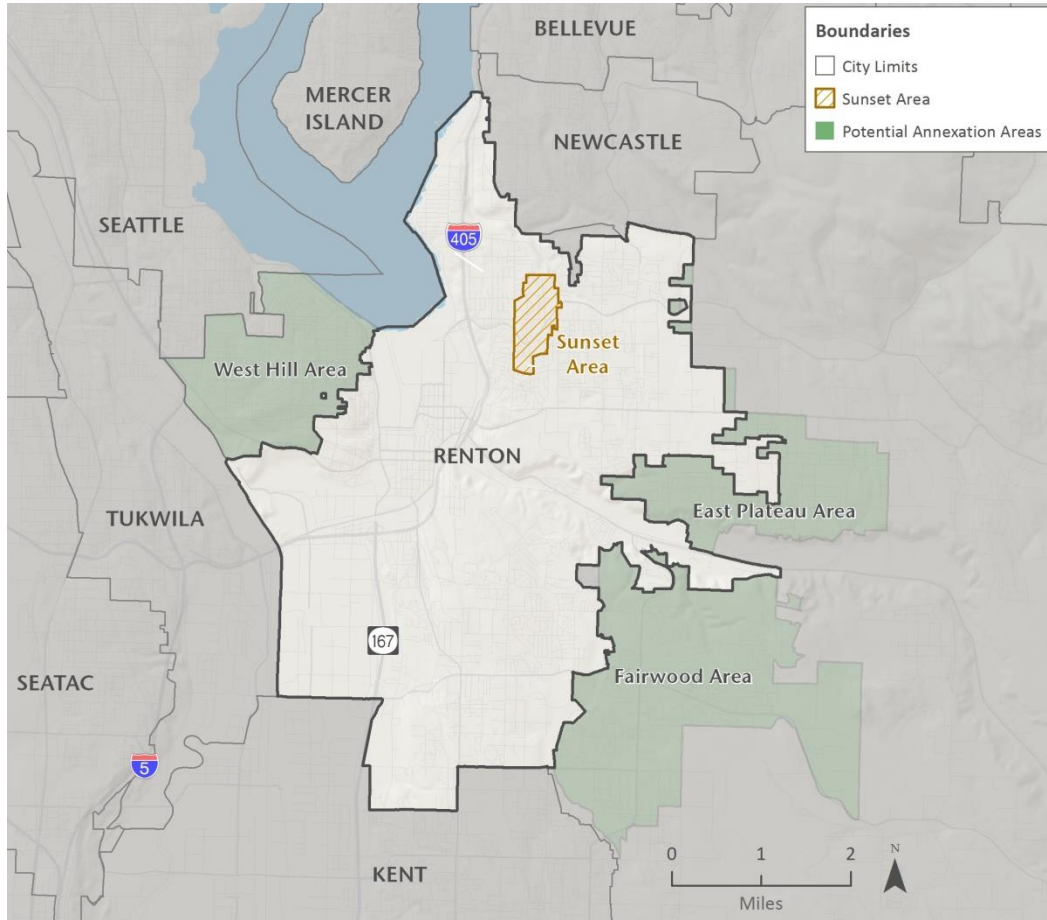 BELLEVUE
Boundaries
City Limits
Sunset Area
Potential Annexation Areas
MERCER
ISLAND
NEWCASTLE
SEATTLE
405
Sunset
Area
West Hill Area
RENTON
TUKWILA
East Plateau Area
167
SEATAC
Fairwood Area
5
KENT
0 1 2
Miles
N